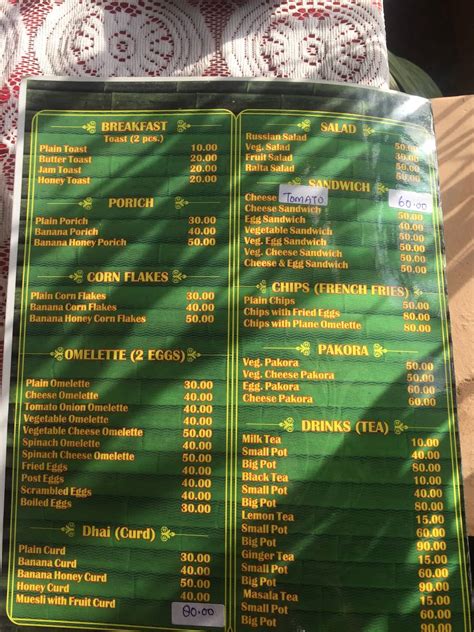 BREAKFAST
Toast (2 pcs.)
Plain Toast 10.00
Butter Toast 20.00
Jam Toast 20.00
Honey Toast 20.00
PORICH
Plain Porich 30.00
Banana Porich 40.00
Banana Honey Porich 50.00
CORN FLAKES
Plain Corn Flakes 30.00
Banana Corn Flakes 40.00
Banana Honey Corn Flakes 50.00
OMELETTE (2 EGGS)
Plain Omelette 30.00
Cheese Omelette 40.00
Tomato Onion Omelette 40.00
Vegetable Omelette 40.00
Vegetable Cheese Omelette 50.00
Spinach Omelette 40.00
Spinach Cheese Omelette 50.00
Fried Eggs 40.00
Post Eggs 40.00
Scrambled Eggs 40.00
Boiled Eggs 30.00
Dhai (Curd)
Plain Curd 30.00
Banana Curd 40.00
Banana Honey Curd 50.00
Honey Curd 40.00
Muesli with Fruit Curd 80.00
SALAD
Russian Salad
Veg. Salad 50.00
Fruit Salad
Raita Salad 50.00
SANDWICH
Cheese TOMATO 60.00
Cheese Sandwich 50.00
Egg Sandwich 50.00
Vegetable Sandwich 40.00
Veg. Egg Sandwich 50.00
Veg. Cheese Sandwich 50.00
Cheese & Egg Sandwich 50.00
CHIPS (FRENCH FRIES)
Plain Chips 50.00
Chips with Fried Eggs 80.00
Chips with Plane Omelette 80.00
PAKORA
Veg. Pakora 50.00
Veg. Cheese Pakora 50.00
Egg. Pakora 60.00
Cheese Pakora 60.00
DRINKS (TEA)
Milk Tea 10.00
Small Pot 40.00
Big Pot 80.00
Black Tea 10.00
Small Pot 40.00
Big Pot 80.00
Lemon Tea 15.00
Small Pot 60.00
Big Pot 90.00
Ginger Tea 15.00
Small Pot 60.00
Big Pot 90.00
Masala Tea 15.00
Small Pot 60.00
Big Pot 90.00